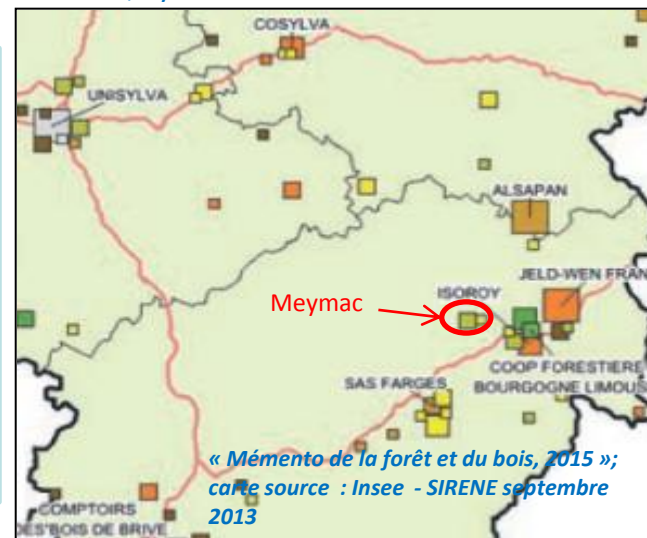 COSYLVA
UNISYLVA
ALSAPAN
JELD-WEN FRAN
ISOROY
Meymac
COOP FORESTIERE
BOURGOGNE LIMOUS
SAS FARGES
« Mémento de la forêt et du bois, 2015 »;
carte source : Insee - SIRENE septembre
2013
COMPTOIRS
DES BOIS DE BRIVE